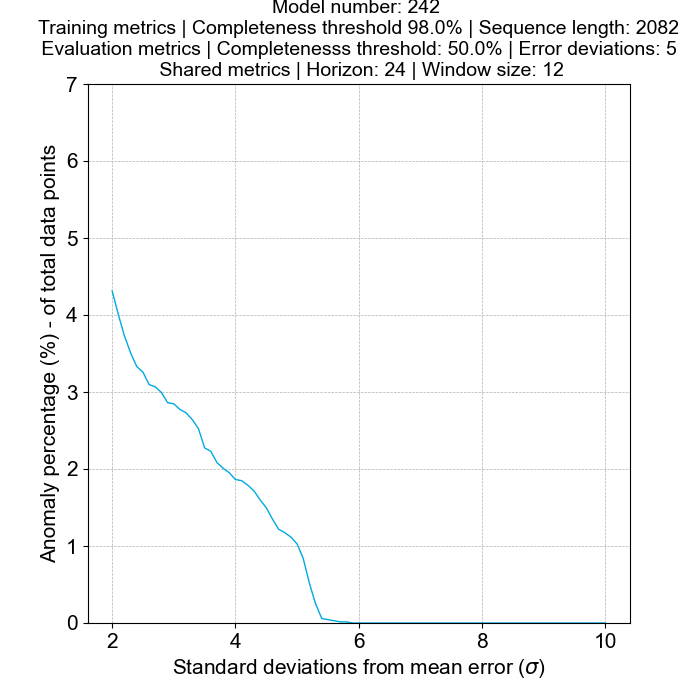 Model number: 242
Training metrics | Completeness threshold 98.0% | Sequence length: 2082
Evaluation metrics | Completenesss threshold: 50.0% | Error deviations: 5
Shared metrics | Horizon: 24 | Window size: 12
Anomaly percentage (%) - of total data points
7
6
5
4
3
2
1
0
2 4 6 8 10
Standard deviations from mean error (σ)